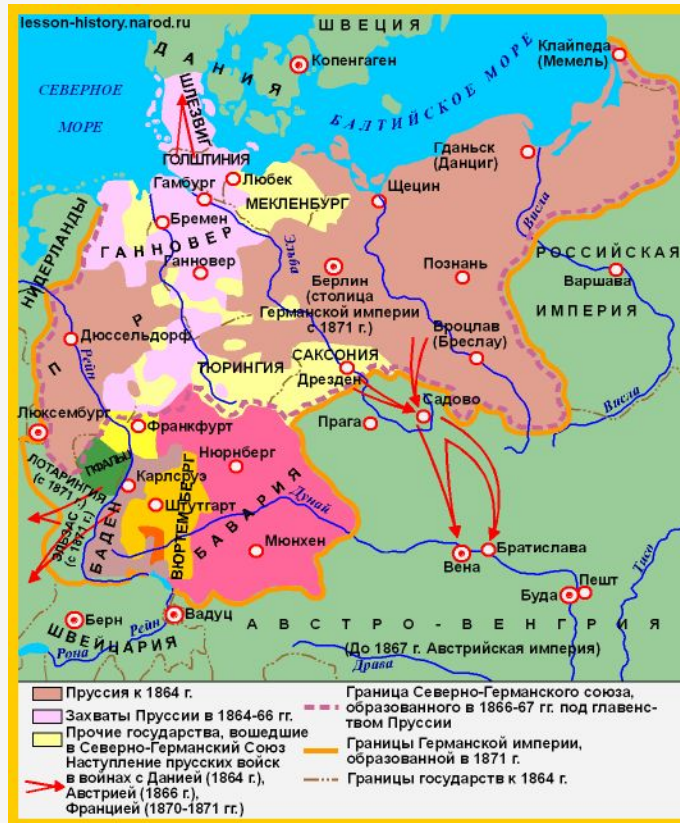 lesson-history.narod.ru
ШВЕЦИЯ
ДАНИЯ
Копенгаген
Клайпеда
(Мемель)
СЕВЕРНОЕ
МОРЕ
БАЛТИЙСКОЕ МОРЕ
ШЛЕЗВИГ
ГОЛШТИНИЯ
Гданьск
(Данциг)
Любек
Гамбург
МЕКЛЕНБУРГ
Щецин
Висла
Бремен
ГАННОВЕР
Эльба
НИДЕРЛАНДЫ
Ганновер
РОССИЙСКАЯ
ИМПЕРИЯ
Берлин
(столица
Германской империи
с 1871 г.)
Познань
Варшава
П Р
Дюссельдорф
Рейн
Вроцлав
(Бреслау)
ТЮРИНГИЯ
САКСОНИЯ
Дрезден
Садово
Висла
Люксембург
Франкфурт
Прага
ПФАЛЬЦ
ЛОТАРИНГИЯ
(с 1871 г.)
Нюрнберг
Карлсруэ
Штутгарт
ЭЛЬЗАС
(с 1871 г.)
БАДЕН
ВЮРТЕМБЕРГ
БАВАРИЯ
Дунай
Мюнхен
Вена
Братислава
Тисо
Пешт
Буда
Берн
Рейн
Вадуц
ШВЕЙЦАРИЯ
Рона
АВСТРО-ВЕНГРИЯ
(До 1867 г. Австрийская империя)
Драва
Пруссия к 1864 г.
Захваты Пруссии в 1864-66 гг.
Прочие государства, вошедшие
в Северно-Германский Союз
Наступление прусских войск
в войнах с Данией (1864 г.),
Австрией (1866 г.),
Францией (1870-1871 гг.)
Граница Северно-Германского союза,
образованного в 1866-67 гг. под главенс-
твом Пруссии
Границы Германской империи,
образованной в 1871 г.
Границы государств к 1864 г.